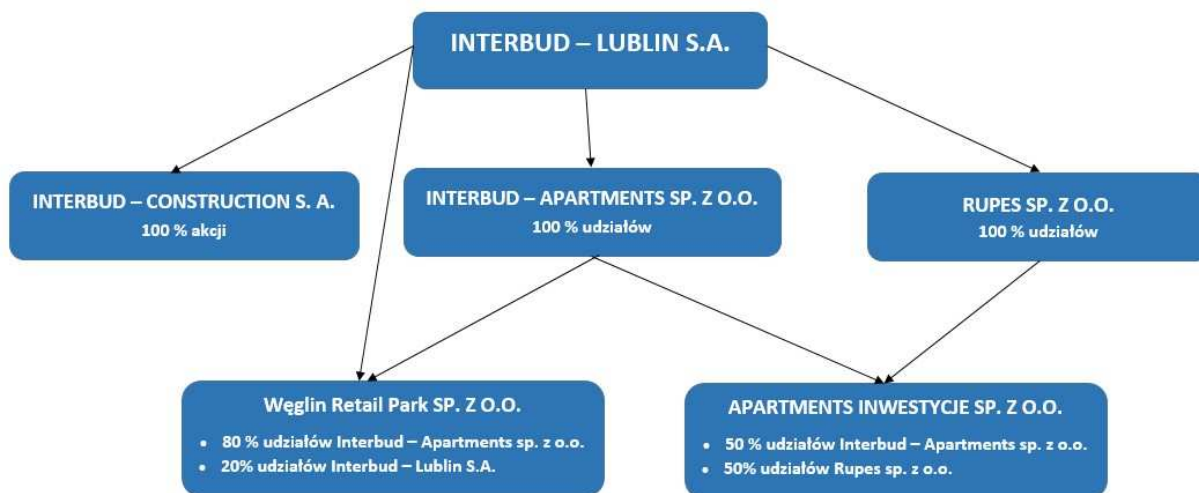 INTERBUD – LUBLIN S.A.
INTERBUD – CONSTRUCTION S. A.
100 % akcji
INTERBUD – APARTMENTS SP. Z O.O.
100 % udziałów
RUPES SP. Z O.O.
100 % udziałów
Węglin Retail Park SP. Z O.O.
• 80 % udziałów Interbud – Apartments sp. z o.o.
• 20% udziałów Interbud – Lublin S.A.
APARTMENTS INWESTYCJE SP. Z O.O.
• 50 % udziałów Interbud – Apartments sp. z o.o.
• 50% udziałów Rupes sp. z o.o.